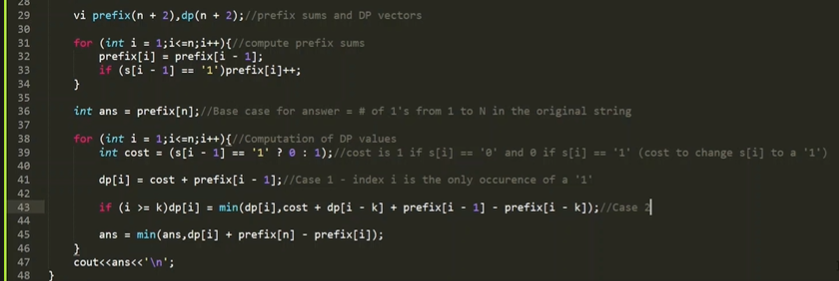 28
29 vi prefix(n + 2),dp(n + 2);//prefix sums and DP vectors
30
31 for (int i = 1;i<=n;i++){//compute prefix sums
32 prefix[i] = prefix[i - 1];
33 if (s[i - 1] == '1')prefix[i]++;
34 }
35
36 int ans = prefix[n];//Base case for answer = # of 1's from 1 to N in the original string
37
38 for (int i = 1;i<=n;i++){//Computation of DP values
39 int cost = (s[i - 1] == '1' ? 0 : 1);//cost is 1 if s[i] == '0' and 0 if s[i] == '1' (cost to change s[i] to a '1')
40
41 dp[i] = cost + prefix[i - 1];//Case 1 - index i is the only occurence of a '1'
42
43 if (i >= k)dp[i] = min(dp[i],cost + dp[i - k] + prefix[i - 1] - prefix[i - k]);//Case 2
44
45 ans = min(ans,dp[i] + prefix[n] - prefix[i]);
46 }
47 cout<<ans<<'\n';
48 }